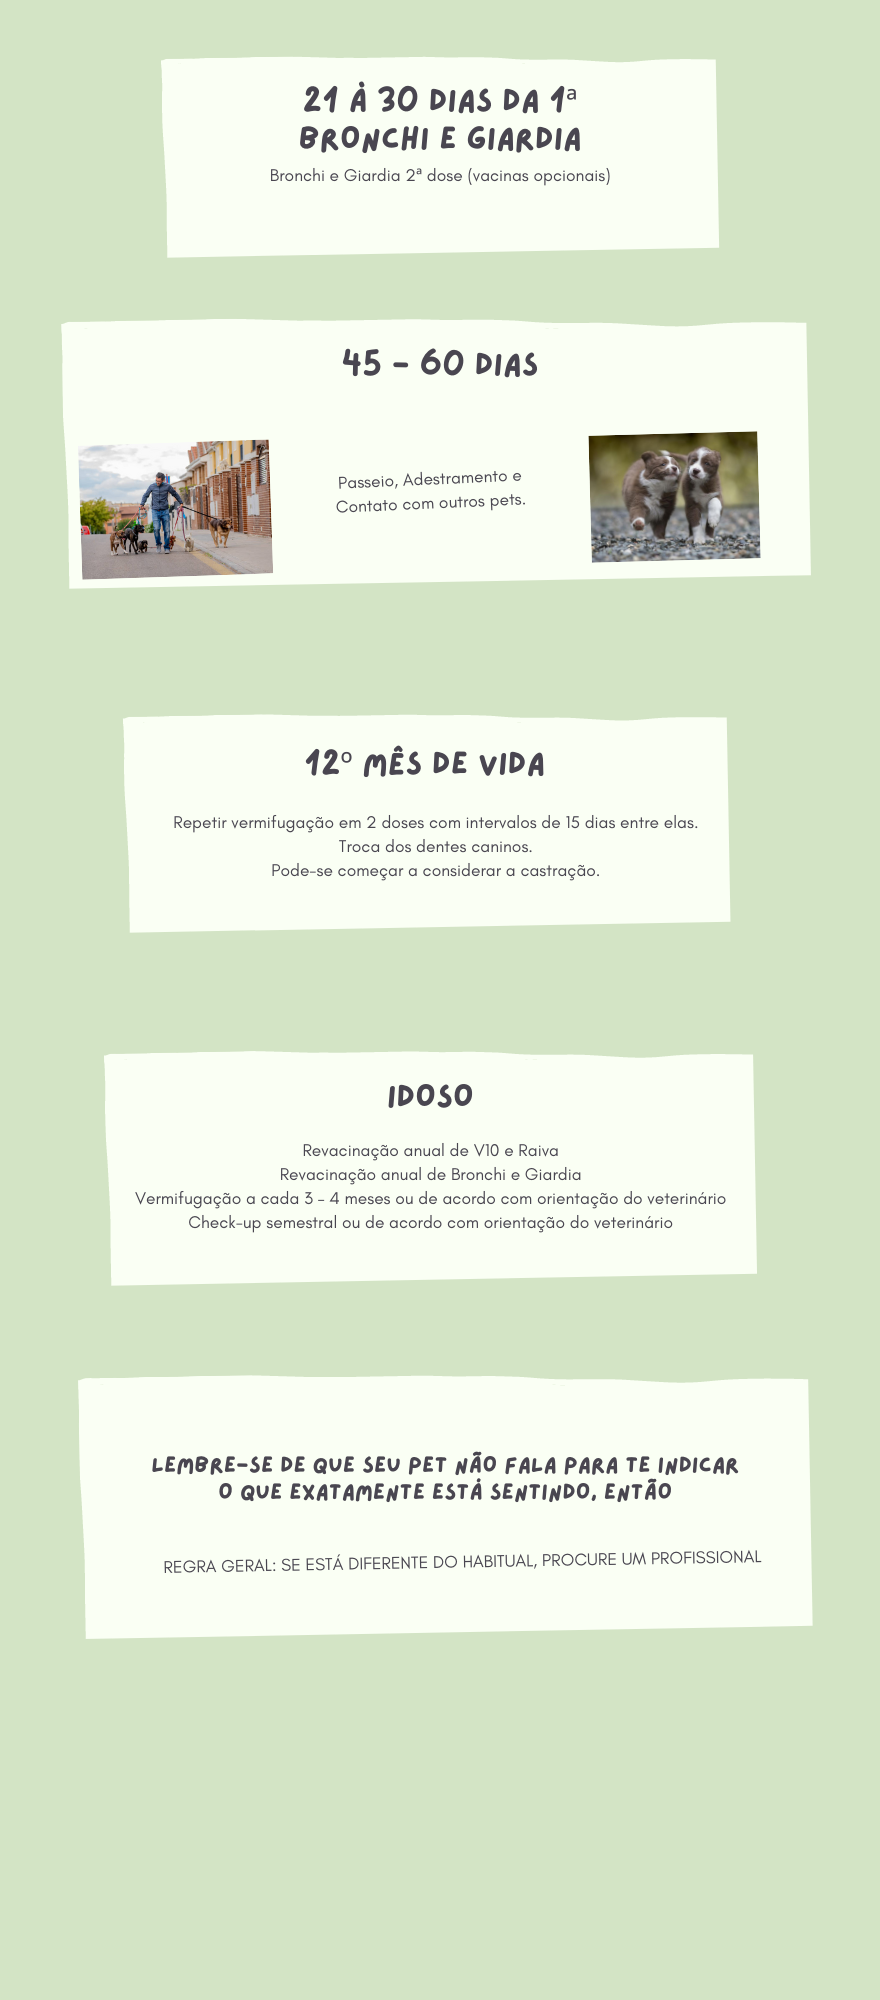 21 À 30 DIAS DA 1ª
BRONCHI E GIARDIA
Bronchi e Giardia 2ª dose (vacinas opcionais)
45 - 60 DIAS
Passeio, Adestramento e
Contato com outros pets.
12º MÊS DE VIDA
Repetir vermifugação em 2 doses com intervalos de 15 dias entre elas.
Troca dos dentes caninos.
Pode-se começar a considerar a castração.
IDOSO
Revacinação anual de V10 e Raiva
Revacinação anual de Bronchi e Giardia
Vermifugação a cada 3 - 4 meses ou de acordo com orientação do veterinário
Check-up semestral ou de acordo com orientação do veterinário
LEMBRE-SE DE QUE SEU PET NÃO FALA PARA TE INDICAR
O QUE EXATAMENTE ESTÁ SENTINDO, ENTÃO
REGRA GERAL: SE ESTÁ DIFERENTE DO HABITUAL, PROCURE UM PROFISSIONAL